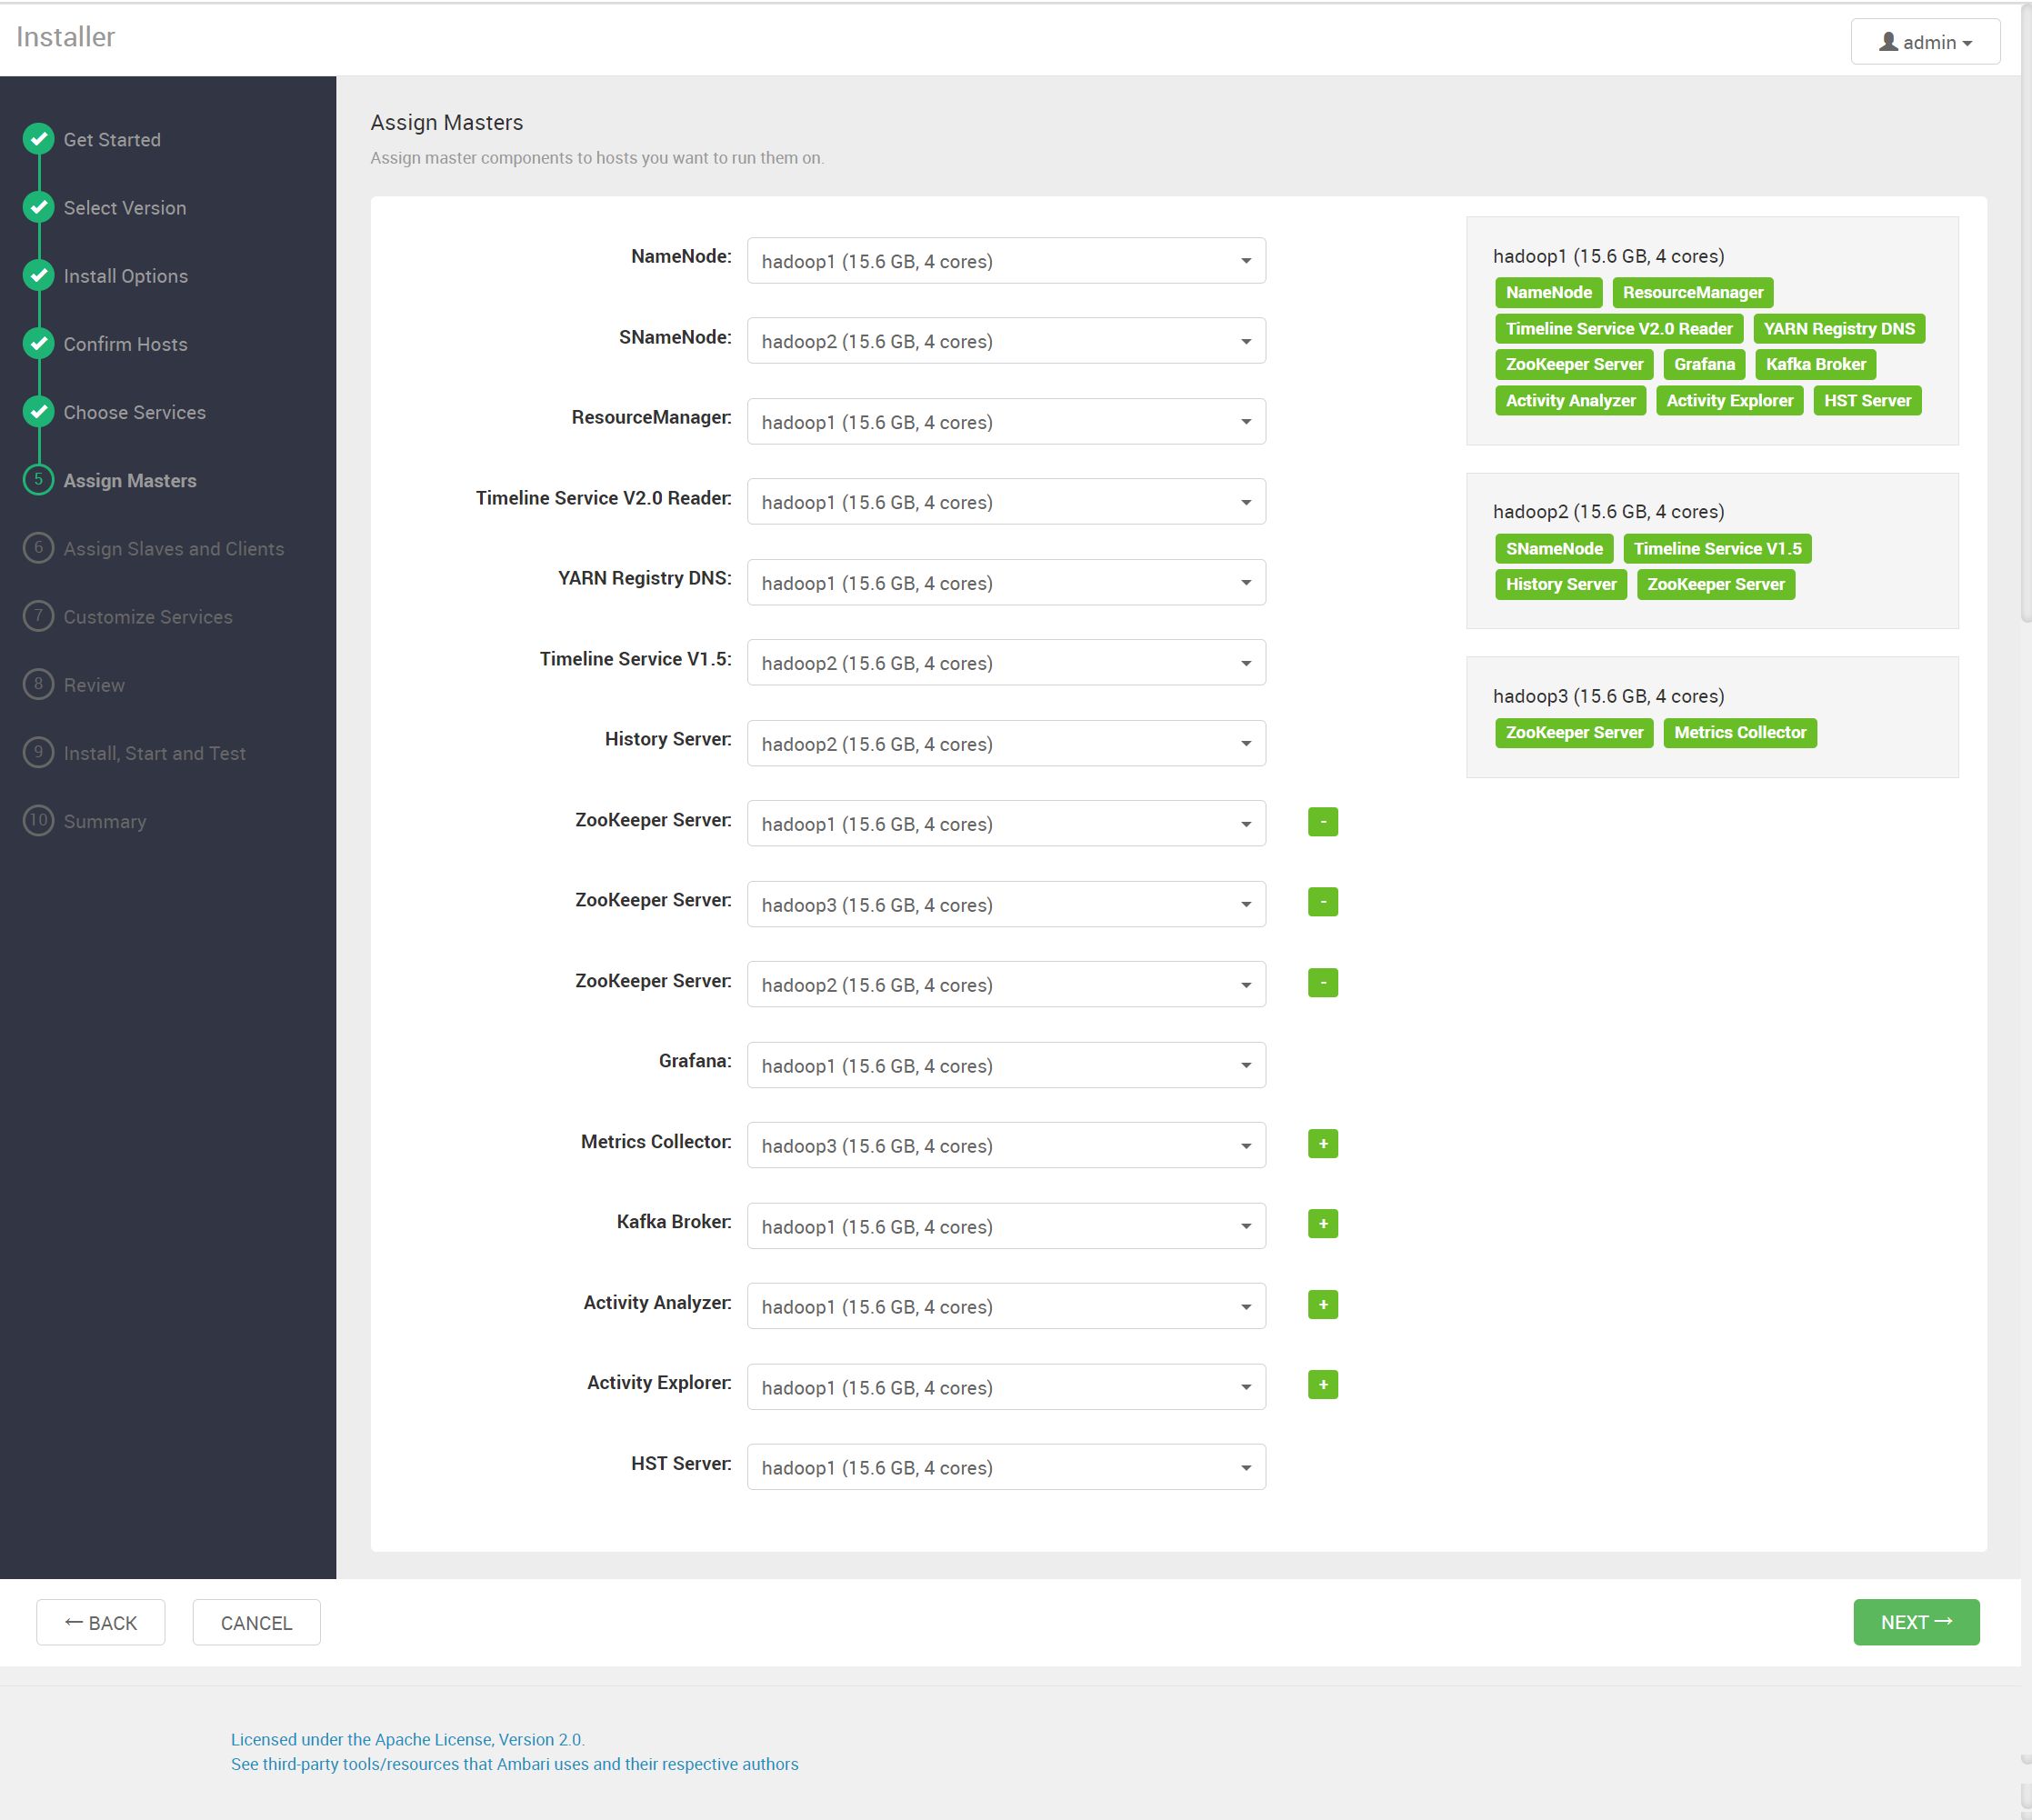 Installer
admin
Get Started
Select Version
Install Options
Confirm Hosts
Choose Services
5 Assign Masters
6 Assign Slaves and Clients
7 Customize Services
8 Review
9 Install, Start and Test
10 Summary
Assign Masters
Assign master components to hosts you want to run them on.
NameNode: hadoop1 (15.6 GB, 4 cores)
SNameNode: hadoop2 (15.6 GB, 4 cores)
ResourceManager: hadoop1 (15.6 GB, 4 cores)
Timeline Service V2.0 Reader: hadoop1 (15.6 GB, 4 cores)
YARN Registry DNS: hadoop1 (15.6 GB, 4 cores)
Timeline Service V1.5: hadoop2 (15.6 GB, 4 cores)
History Server: hadoop2 (15.6 GB, 4 cores)
ZooKeeper Server: hadoop1 (15.6 GB, 4 cores) -
ZooKeeper Server: hadoop3 (15.6 GB, 4 cores) -
ZooKeeper Server: hadoop2 (15.6 GB, 4 cores) -
Grafana: hadoop1 (15.6 GB, 4 cores)
Metrics Collector: hadoop3 (15.6 GB, 4 cores) +
Kafka Broker: hadoop1 (15.6 GB, 4 cores) +
Activity Analyzer: hadoop1 (15.6 GB, 4 cores) +
Activity Explorer: hadoop1 (15.6 GB, 4 cores) +
HST Server: hadoop1 (15.6 GB, 4 cores)
hadoop1 (15.6 GB, 4 cores)
NameNode ResourceManager
Timeline Service V2.0 Reader YARN Registry DNS
ZooKeeper Server Grafana Kafka Broker
Activity Analyzer Activity Explorer HST Server
hadoop2 (15.6 GB, 4 cores)
SNameNode Timeline Service V1.5
History Server ZooKeeper Server
hadoop3 (15.6 GB, 4 cores)
ZooKeeper Server Metrics Collector
← BACK CANCEL NEXT →
Licensed under the Apache License, Version 2.0.
See third-party tools/resources that Ambari uses and their respective authors